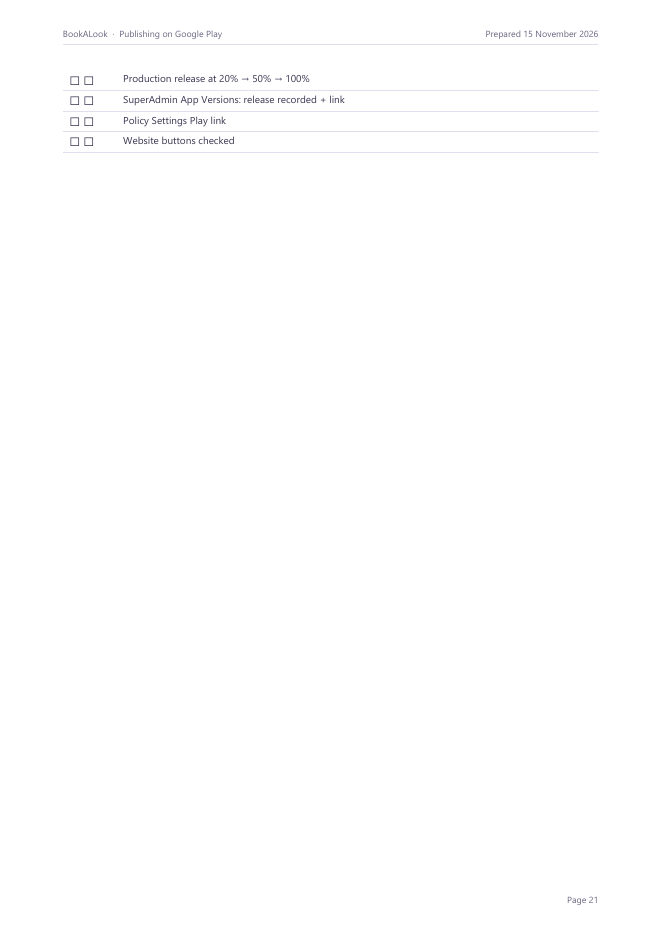 BookALook · Publishing on Google Play
Prepared 15 November 2026
☐ ☐ Production release at 20% → 50% → 100%
☐ ☐ SuperAdmin App Versions: release recorded + link
☐ ☐ Policy Settings Play link
☐ ☐ Website buttons checked
Page 21